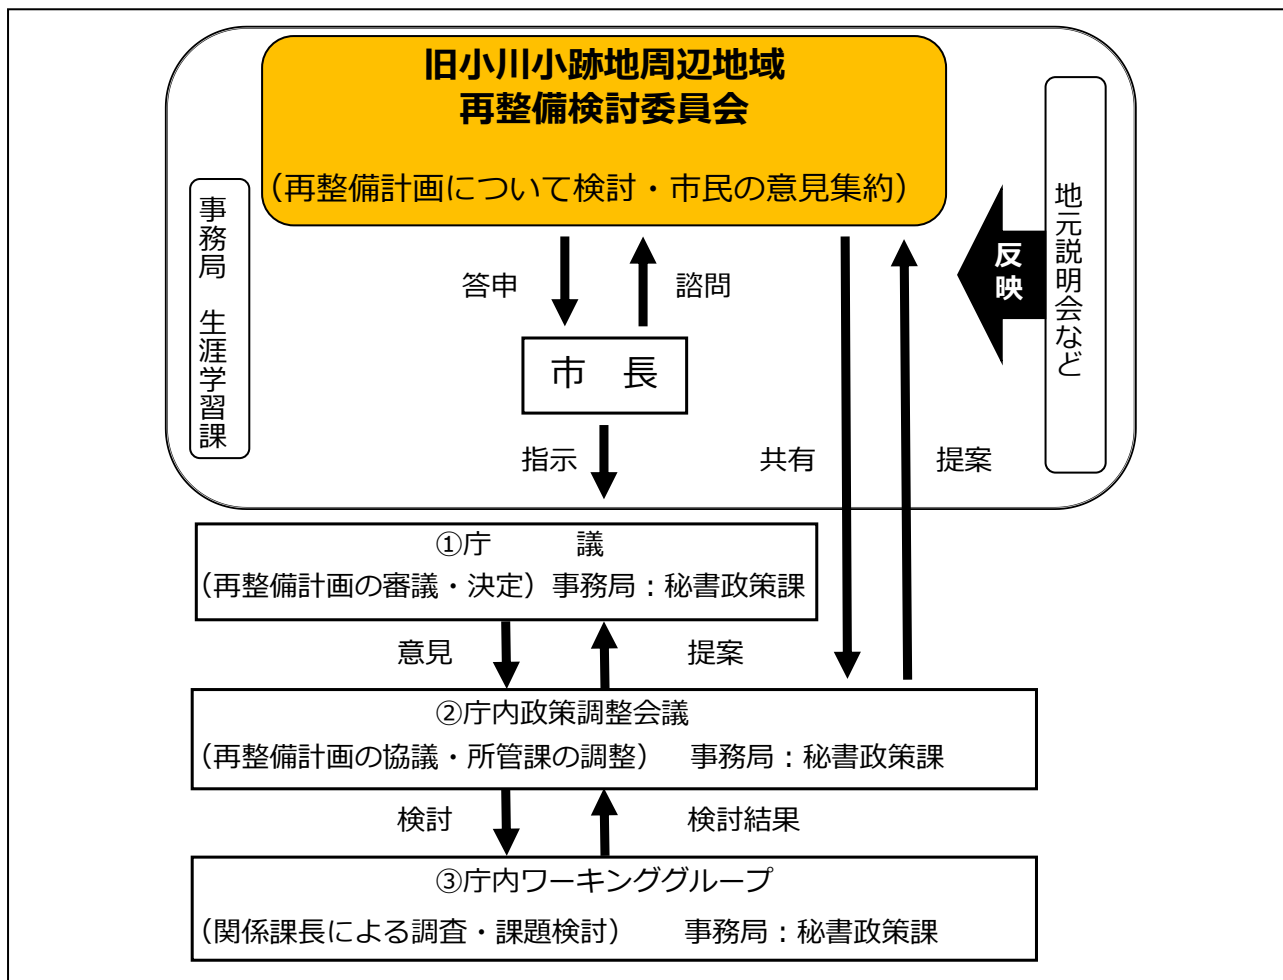 旧小川小跡地周辺地域
再整備検討委員会
（再整備計画について検討・市民の意見集約）
事務局　生涯学習課
地元説明会など
反映
答申
諮問
市　長
指示
共有
提案
①庁　　　議
（再整備計画の審議・決定）事務局：秘書政策課
意見
提案
②庁内政策調整会議
（再整備計画の協議・所管課の調整）　事務局：秘書政策課
検討
検討結果
③庁内ワーキンググループ
（関係課長による調査・課題検討）　　事務局：秘書政策課